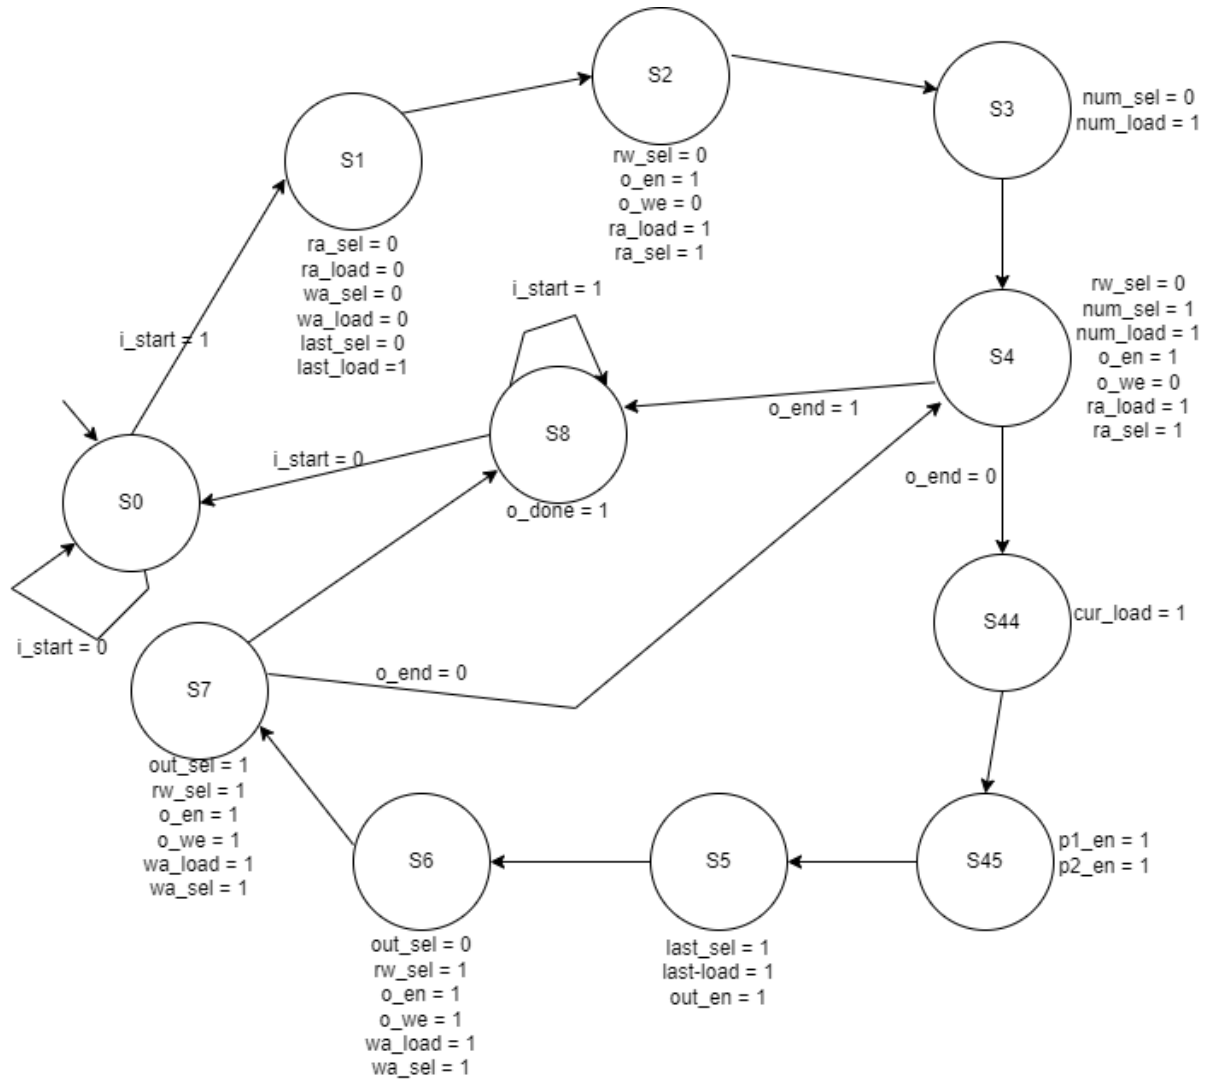 S2
S3
num_sel = 0
num_load = 1
S1
rw_sel = 0
o_en = 1
o_we = 0
ra_load = 1
ra_sel = 1
ra_sel = 0
ra_load = 0
wa_sel = 0
wa_load = 0
last_sel = 0
last_load =1
i_start = 1
i_start = 1
rw_sel = 0
num_sel = 1
num_load = 1
o_en = 1
o_we = 0
ra_load = 1
ra_sel = 1
S4
o_end = 1
S8
o_done = 1
i_start = 0
S0
i_start = 0
o_end = 0
S44
cur_load = 1
S7
o_end = 0
out_sel = 1
rw_sel = 1
o_en = 1
o_we = 1
wa_load = 1
wa_sel = 1
S6
out_sel = 0
rw_sel = 1
o_en = 1
o_we = 1
wa_load = 1
wa_sel = 1
S5
last_sel = 1
last-load = 1
out_en = 1
S45
p1_en = 1
p2_en = 1